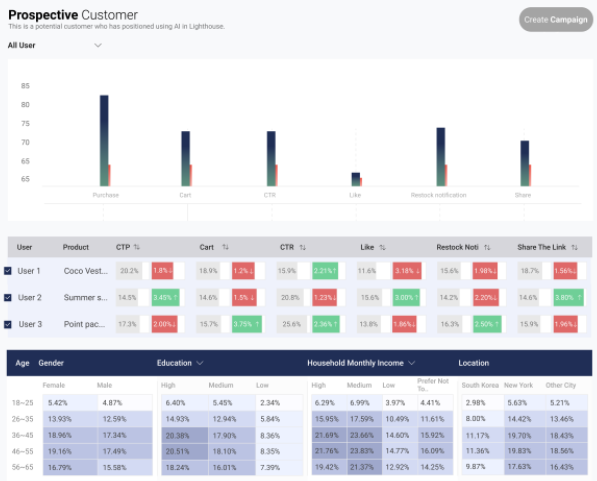 Prospective Customer
This is a potential customer who has positioned using AI in Lighthouse.
Create Campaign
All User
85
80
75
70
65
65
Purchase Cart CTR Like Restock notification Share
User Product CTP Cart CTR Like Restock Noti Share The Link
User 1 Coco Vest... 20.2% 1.8%↓ 18.9% 1.2%↓ 15.9% 2.21%↑ 11.6% 3.18%↓ 15.6% 1.98%↓ 18.7% 1.56%↓
User 2 Summer s... 14.5% 3.45%↑ 14.6% 1.5%↓ 20.8% 1.23%↓ 15.6% 3.00%↑ 14.2% 2.20%↓ 14.6% 3.80%↑
User 3 Point pac... 17.3% 2.00%↓ 15.7% 3.75%↑ 25.6% 2.36%↑ 13.8% 1.86%↓ 16.3% 2.50%↑ 15.9% 1.96%↓
Age Gender Education Household Monthly Income Location
Female Male High Medium Low High Medium Low Prefer Not To.. South Korea New York Other City
18~25 5.42% 4.87% 6.40% 5.45% 2.34% 6.29% 6.99% 3.97% 4.41% 2.98% 5.63% 5.21%
26~35 13.93% 12.59% 14.93% 12.94% 5.84% 15.95% 17.59% 10.49% 11.61% 8.00% 14.42% 13.46%
36~45 18.96% 17.34% 20.38% 17.90% 8.36% 21.69% 23.66% 14.60% 15.92% 11.17% 19.70% 18.43%
46~55 19.16% 17.49% 20.51% 18.10% 8.35% 21.76% 23.83% 14.77% 16.09% 11.36% 19.83% 18.56%
56~65 16.79% 15.58% 18.24% 16.01% 7.39% 19.42% 21.37% 12.92% 14.25% 9.87% 17.63% 16.43%